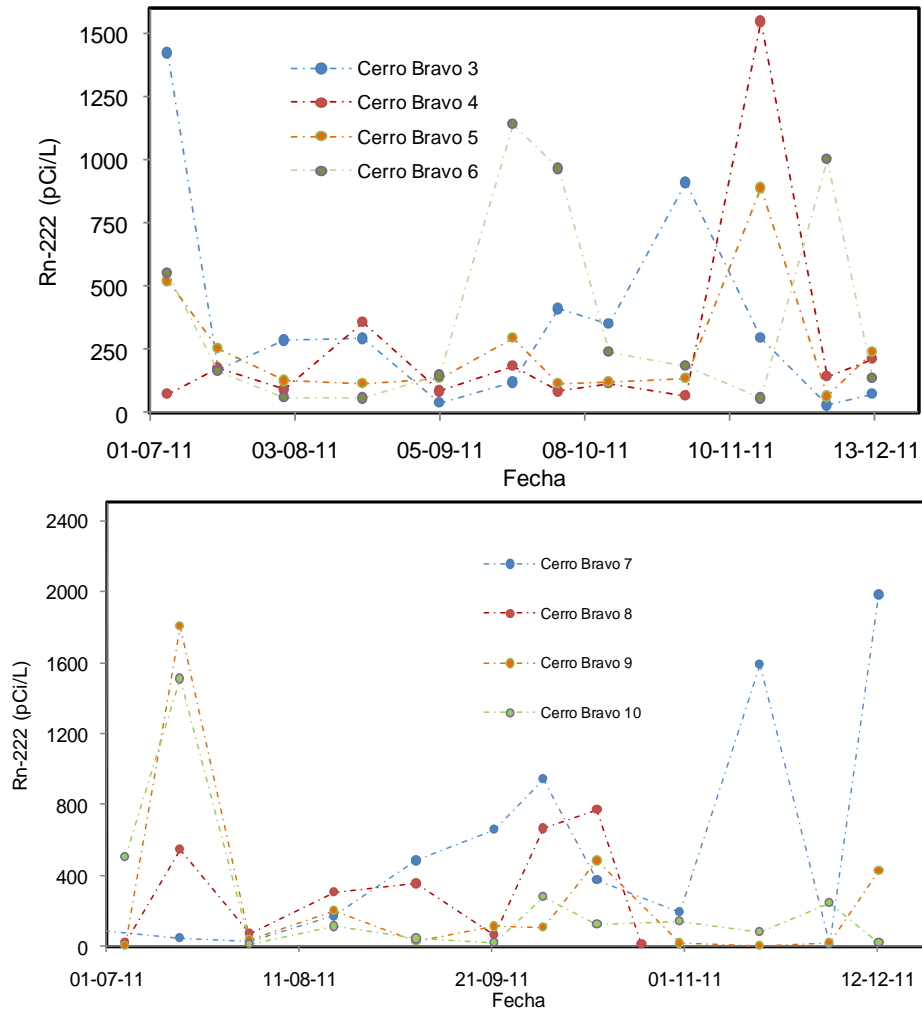 1500
1250
1000
750
500
250
0
Rn-222 (pCi/L)
Cerro Bravo 3
Cerro Bravo 4
Cerro Bravo 5
Cerro Bravo 6
01-07-11 03-08-11 05-09-11 08-10-11 10-11-11 13-12-11
Fecha
2400
2000
1600
1200
800
400
0
Rn-222 (pCi/L)
Cerro Bravo 7
Cerro Bravo 8
Cerro Bravo 9
Cerro Bravo 10
01-07-11 11-08-11 21-09-11 01-11-11 12-12-11
Fecha